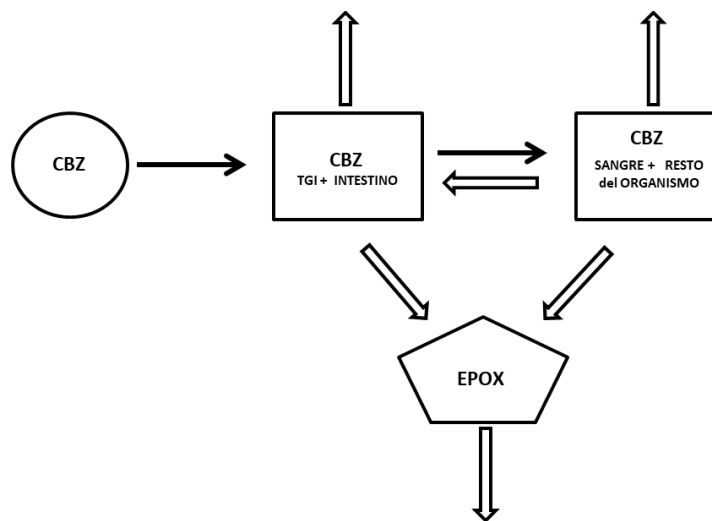 CBZ
CBZ
TGI + INTESTINO
CBZ
SANGRE + RESTO
del ORGANISMO
EPOX